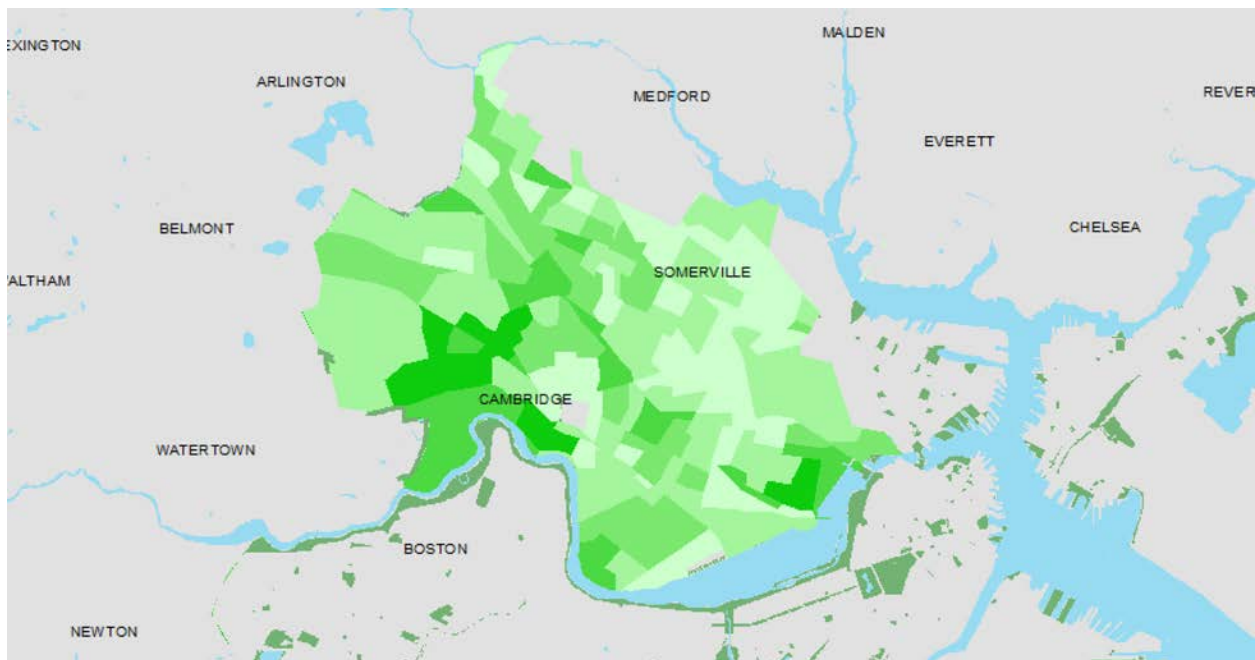 EXINGTON
MALDEN
ARLINGTON
MEDFORD
REVER
EVERETT
BELMONT
CHELSEA
SOMERVILLE
ALTHAM
CAMBRIDGE
WATERTOWN
BOSTON
NEWTON